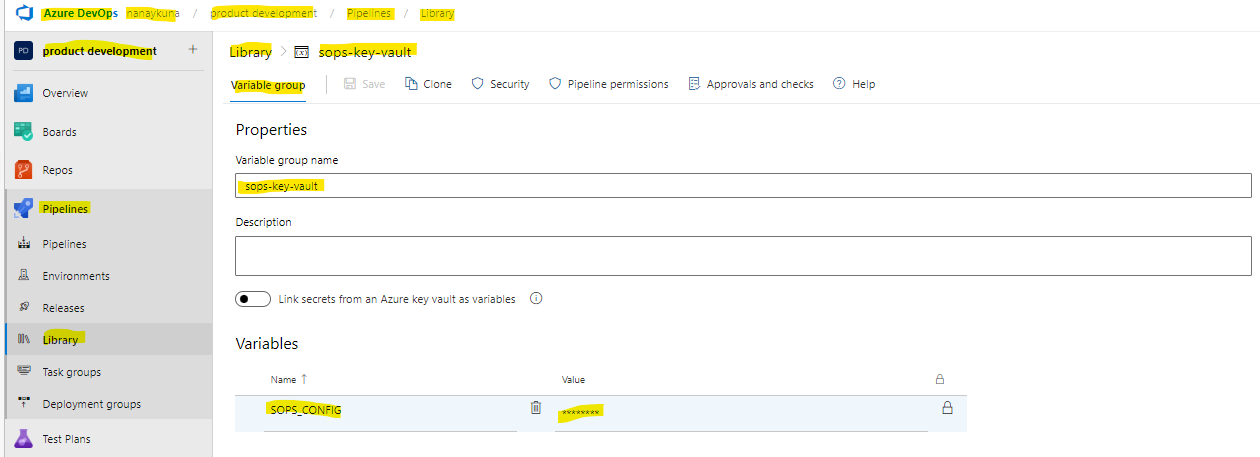 Azure DevOps nanaykuna / product development / Pipelines / Library
PD product development +
Overview
Boards
Repos
Pipelines
Pipelines
Environments
Releases
Library
Task groups
Deployment groups
Test Plans
Library > (x) sops-key-vault
Variable group Save Clone Security Pipeline permissions Approvals and checks ? Help
Properties
Variable group name
sops-key-vault
Description
Link secrets from an Azure key vault as variables
Variables
Name ↑ Value
SOPS_CONFIG ********